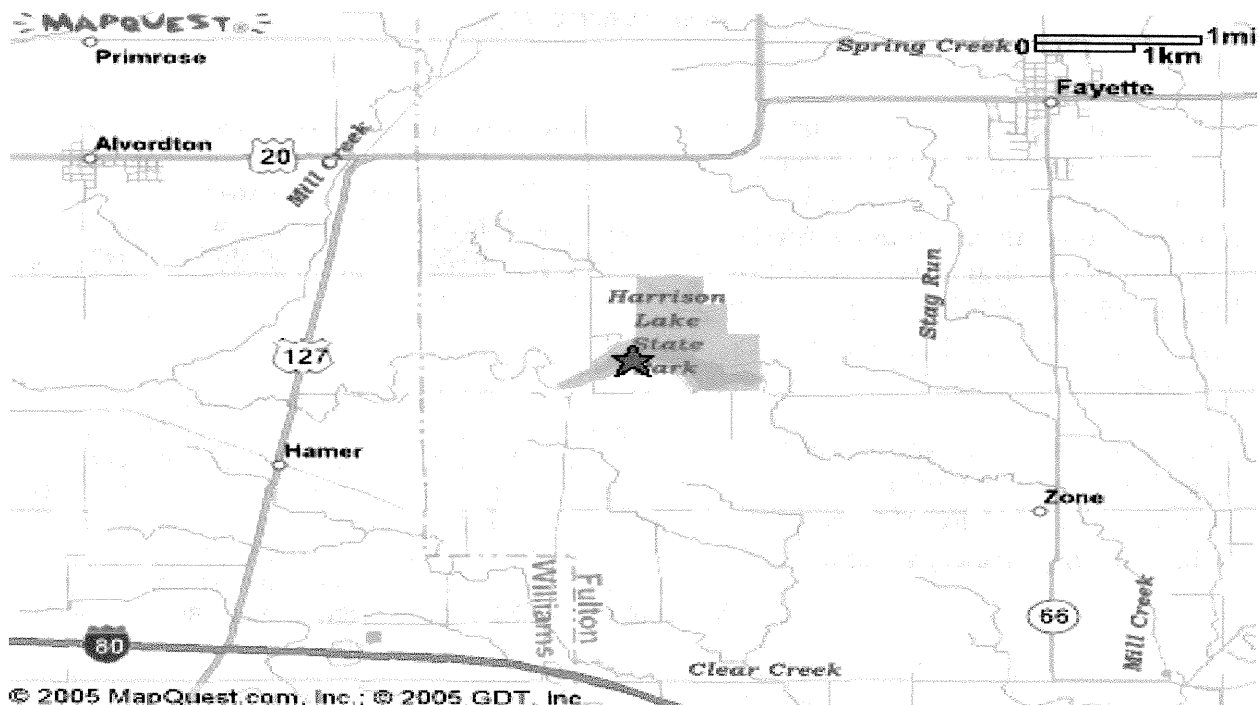 MAPQUEST®
Primrose
Spring Creek
0
1mi
1km
Fayette
Alvordton
20
Mill Creek
Stag Run
Harrison
Lake
State
Park
127
Hamer
Zone
Williams
Fulton
66
Mill Creek
80
Clear Creek
© 2005 MapQuest.com, Inc.; © 2005 GDT, Inc